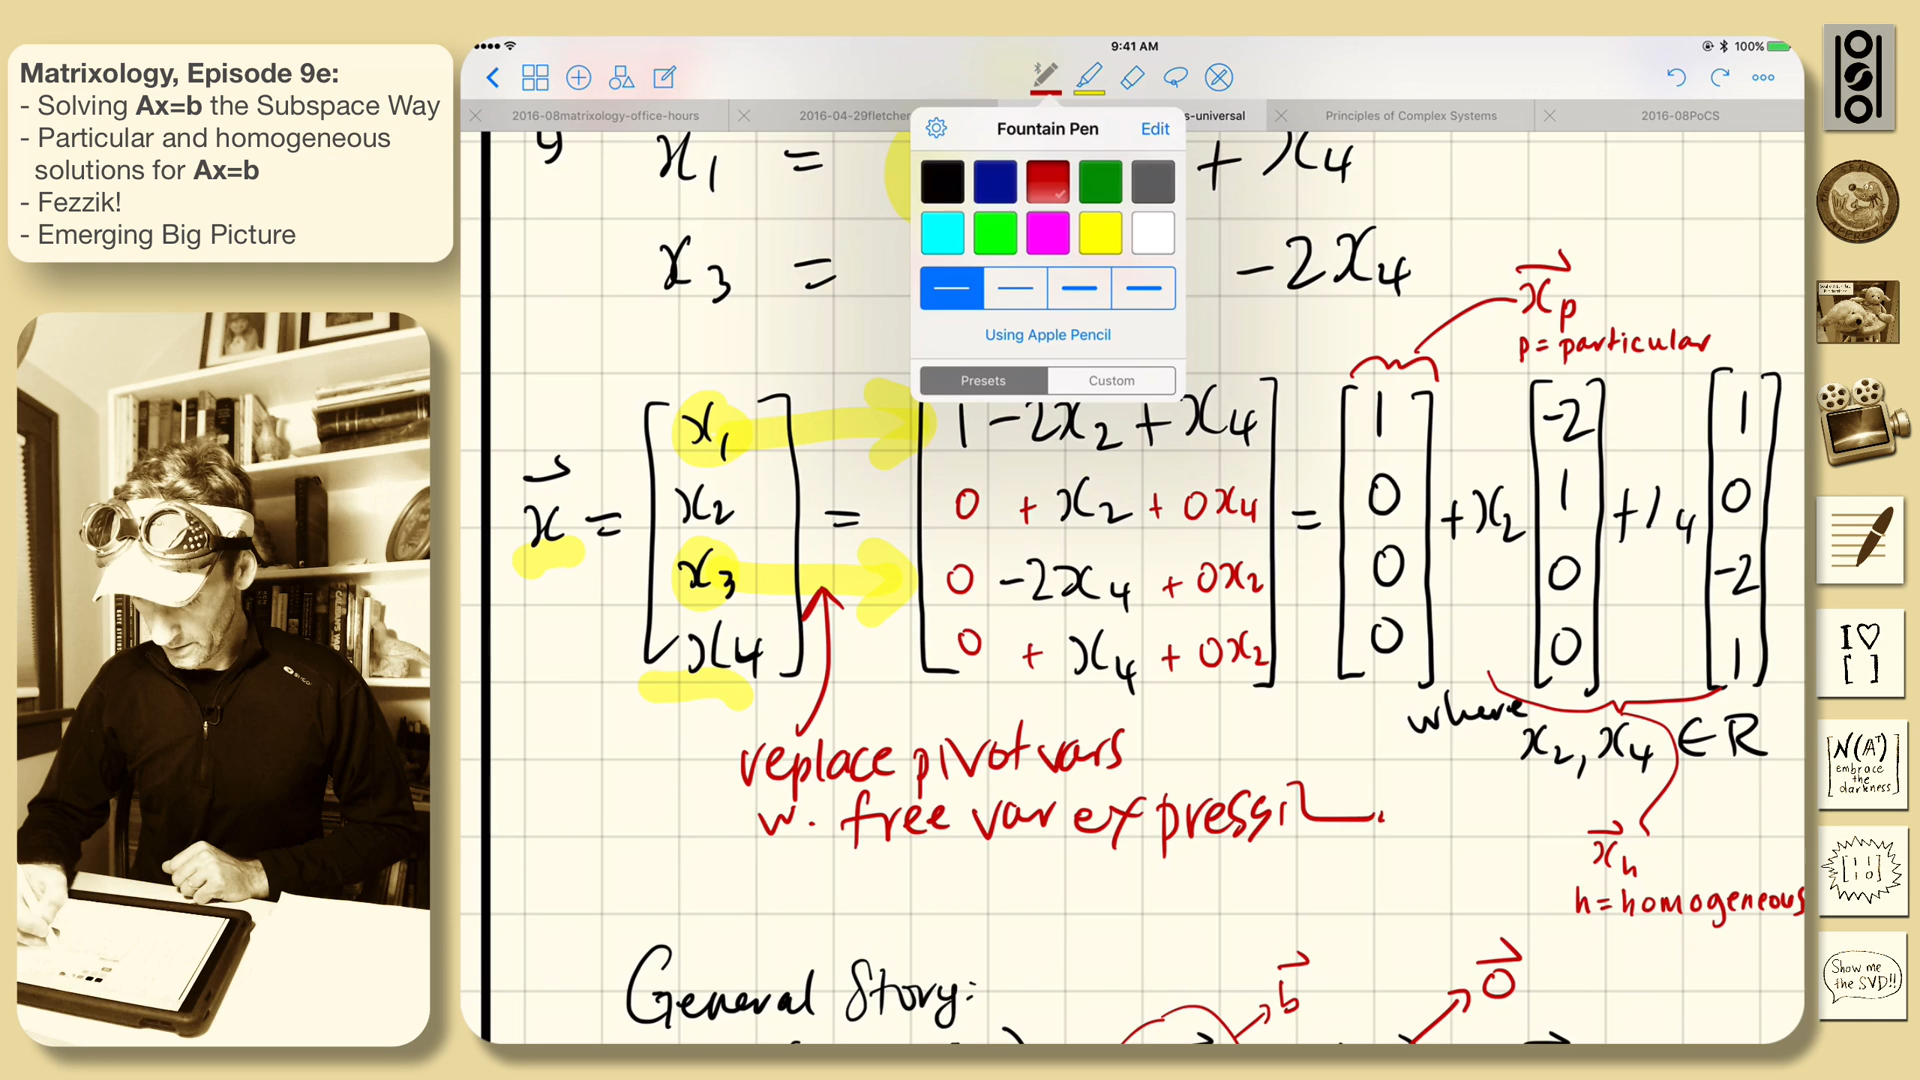 Matrixology, Episode 9e:
- Solving Ax=b the Subspace Way
- Particular and homogeneous
solutions for Ax=b
- Fezzik!
- Emerging Big Picture
9:41 AM
100%
2016-08matrixology-office-hours
2016-04-29fletcher
s-universal
Principles of Complex Systems
2016-08PoCS
Fountain Pen
Edit
Using Apple Pencil
Presets
Custom
x₁ = + x₄
x₃ = -2x₄
x⃗p
p = particular
x⃗ = [x₁ x₂ x₃ x₄] = [1 - 2x₂ + x₄
0 + x₂ + 0x₄
0 - 2x₄ + 0x₂
0 + x₄ + 0x₂] = [1 0 0 0] + x₂ [-2 1 0 0] + x₄ [1 0 -2 1]
where x₂, x₄ ∈ R
replace pivot vars
w. free var
x⃗h
h = homogeneous
General Story:
b⃗
0⃗
I ♡
[ ]
N(Aᵀ)
embrace
the
darkness
[1 1
1 0]
Show me
the SVD!!